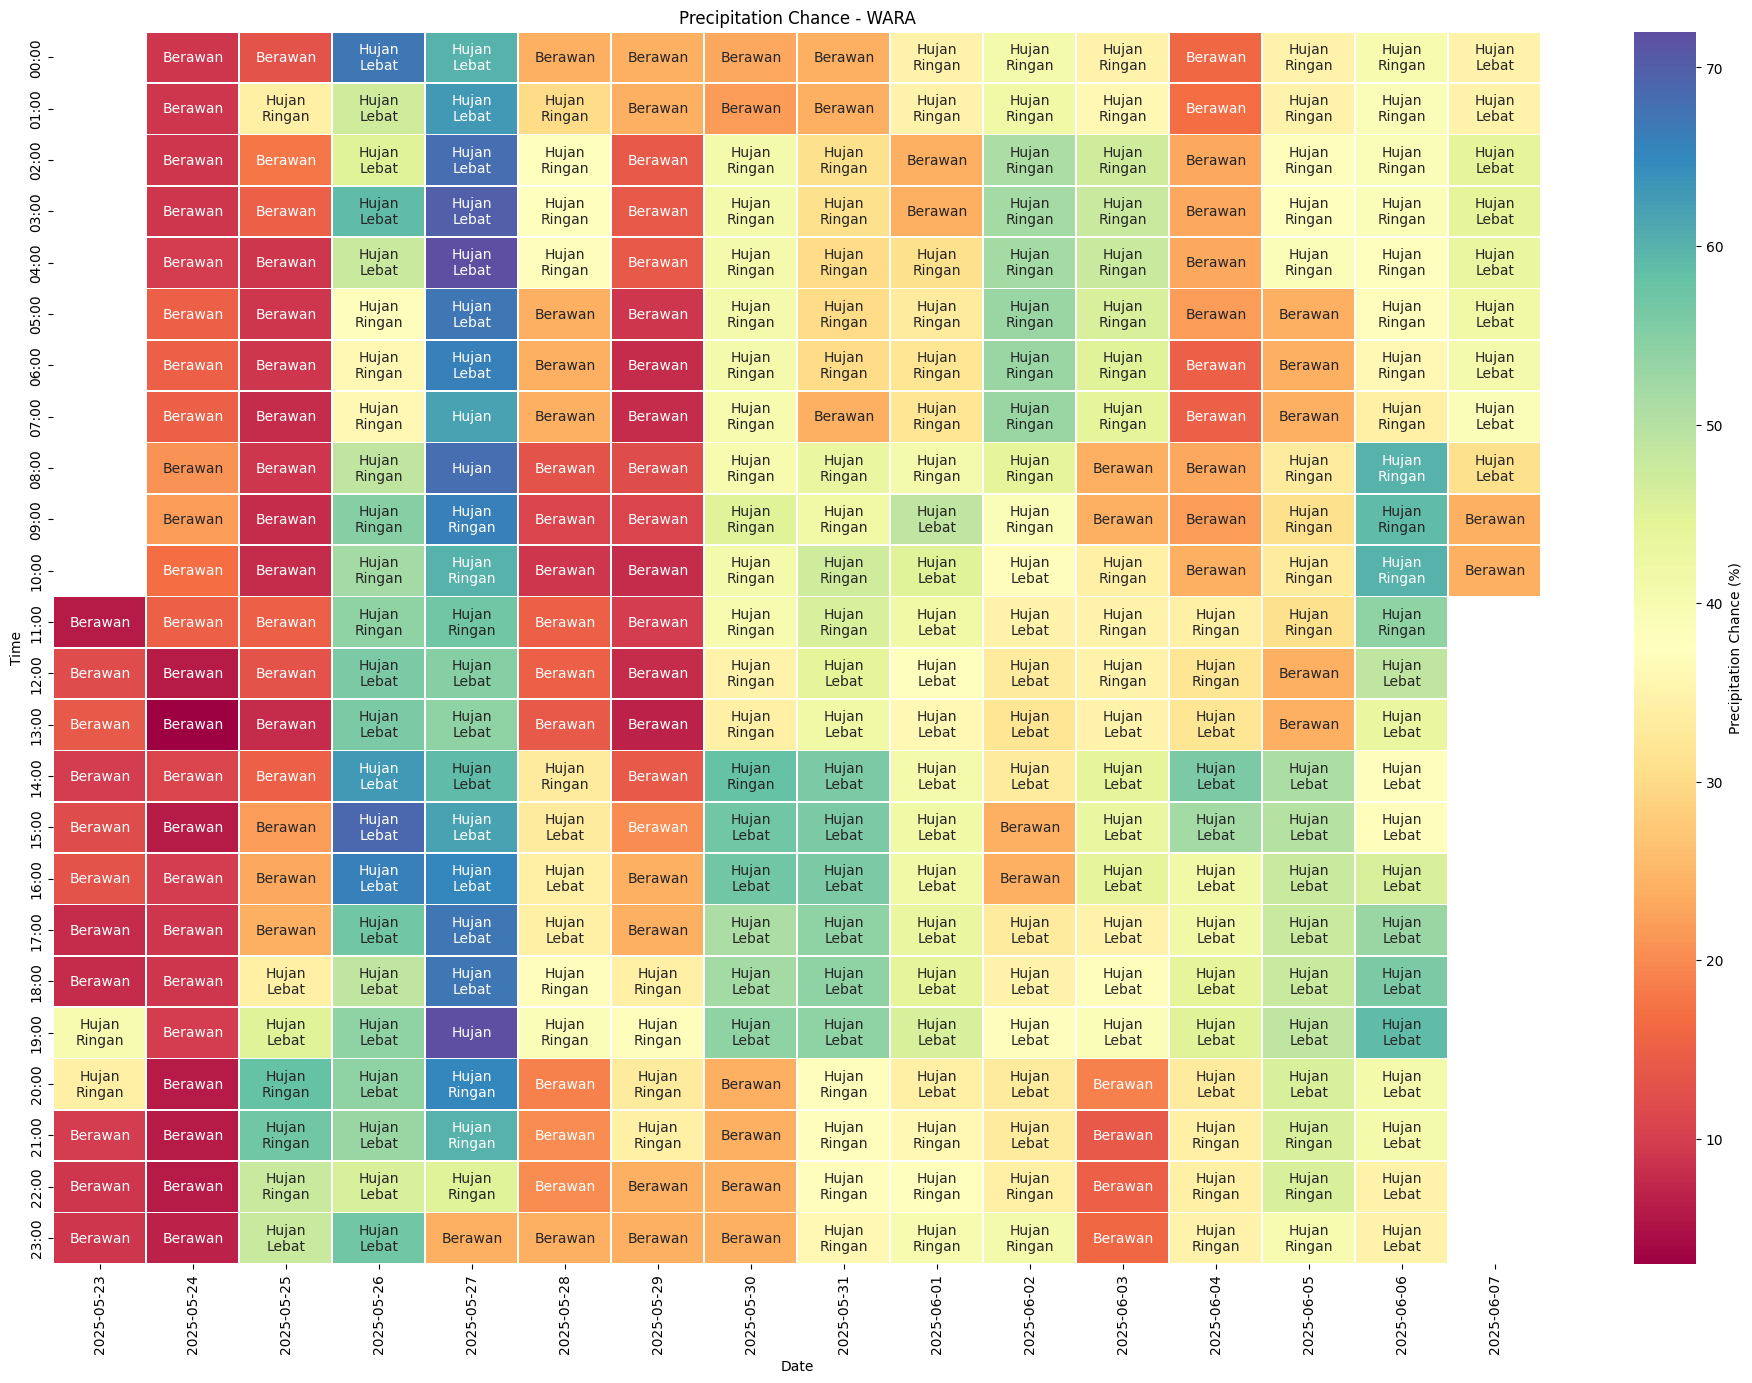 Precipitation Chance - WARA
00:00 Berawan Berawan Hujan Lebat Hujan Lebat Berawan Berawan Berawan Berawan Hujan Ringan Hujan Ringan Hujan Ringan Berawan Hujan Ringan Hujan Ringan Hujan Lebat
01:00 Berawan Hujan Ringan Hujan Lebat Hujan Lebat Hujan Ringan Berawan Berawan Berawan Hujan Ringan Hujan Ringan Hujan Ringan Berawan Hujan Ringan Hujan Ringan Hujan Lebat
02:00 Berawan Berawan Hujan Lebat Hujan Lebat Hujan Ringan Berawan Hujan Ringan Hujan Ringan Berawan Hujan Ringan Hujan Ringan Berawan Hujan Ringan Hujan Ringan Hujan Lebat
03:00 Berawan Berawan Hujan Lebat Hujan Lebat Hujan Ringan Berawan Hujan Ringan Hujan Ringan Berawan Hujan Ringan Hujan Ringan Berawan Hujan Ringan Hujan Ringan Hujan Lebat
04:00 Berawan Berawan Hujan Lebat Hujan Lebat Hujan Ringan Berawan Hujan Ringan Hujan Ringan Hujan Ringan Hujan Ringan Hujan Ringan Berawan Hujan Ringan Hujan Ringan Hujan Lebat
05:00 Berawan Berawan Hujan Ringan Hujan Lebat Berawan Berawan Hujan Ringan Hujan Ringan Hujan Ringan Hujan Ringan Hujan Ringan Berawan Berawan Hujan Ringan Hujan Lebat
06:00 Berawan Berawan Hujan Ringan Hujan Lebat Berawan Berawan Hujan Ringan Hujan Ringan Hujan Ringan Hujan Ringan Hujan Ringan Berawan Berawan Hujan Ringan Hujan Lebat
07:00 Berawan Berawan Hujan Ringan Hujan Berawan Berawan Hujan Ringan Berawan Hujan Ringan Hujan Ringan Hujan Ringan Berawan Berawan Hujan Ringan Hujan Lebat
08:00 Berawan Berawan Hujan Ringan Hujan Berawan Berawan Hujan Ringan Hujan Ringan Hujan Ringan Hujan Ringan Berawan Berawan Hujan Ringan Hujan Ringan Hujan Lebat
09:00 Berawan Berawan Hujan Ringan Hujan Ringan Berawan Berawan Hujan Ringan Hujan Ringan Hujan Lebat Hujan Ringan Berawan Berawan Hujan Ringan Hujan Ringan Berawan
10:00 Berawan Berawan Hujan Ringan Hujan Ringan Berawan Berawan Hujan Ringan Hujan Ringan Hujan Lebat Hujan Lebat Hujan Ringan Berawan Hujan Ringan Hujan Ringan Berawan
11:00 Berawan Berawan Berawan Hujan Ringan Hujan Ringan Berawan Berawan Hujan Ringan Hujan Ringan Hujan Lebat Hujan Lebat Hujan Ringan Hujan Ringan Hujan Ringan Hujan Ringan
12:00 Berawan Berawan Berawan Hujan Lebat Hujan Lebat Berawan Berawan Hujan Ringan Hujan Lebat Hujan Lebat Hujan Lebat Hujan Ringan Hujan Ringan Berawan Hujan Lebat
13:00 Berawan Berawan Berawan Hujan Lebat Hujan Lebat Berawan Berawan Hujan Ringan Hujan Lebat Hujan Lebat Hujan Lebat Hujan Lebat Hujan Lebat Berawan Hujan Lebat
14:00 Berawan Berawan Berawan Hujan Lebat Hujan Lebat Hujan Ringan Berawan Hujan Ringan Hujan Lebat Hujan Lebat Hujan Lebat Hujan Lebat Hujan Lebat Hujan Lebat Hujan Lebat
15:00 Berawan Berawan Berawan Hujan Lebat Hujan Lebat Hujan Lebat Berawan Hujan Lebat Hujan Lebat Hujan Lebat Berawan Hujan Lebat Hujan Lebat Hujan Lebat Hujan Lebat
16:00 Berawan Berawan Berawan Hujan Lebat Hujan Lebat Hujan Lebat Berawan Hujan Lebat Hujan Lebat Hujan Lebat Berawan Hujan Lebat Hujan Lebat Hujan Lebat Hujan Lebat
17:00 Berawan Berawan Berawan Hujan Lebat Hujan Lebat Hujan Lebat Berawan Hujan Lebat Hujan Lebat Hujan Lebat Hujan Lebat Hujan Lebat Hujan Lebat Hujan Lebat Hujan Lebat
18:00 Berawan Berawan Hujan Lebat Hujan Lebat Hujan Lebat Hujan Ringan Hujan Ringan Hujan Lebat Hujan Lebat Hujan Lebat Hujan Lebat Hujan Lebat Hujan Lebat Hujan Lebat Hujan Lebat
19:00 Hujan Ringan Berawan Hujan Lebat Hujan Lebat Hujan Hujan Ringan Hujan Ringan Hujan Lebat Hujan Lebat Hujan Lebat Hujan Lebat Hujan Lebat Hujan Lebat Hujan Lebat Hujan Lebat
20:00 Hujan Ringan Berawan Hujan Ringan Hujan Lebat Hujan Ringan Berawan Hujan Ringan Berawan Hujan Ringan Hujan Lebat Hujan Lebat Berawan Hujan Lebat Hujan Lebat Hujan Lebat
21:00 Berawan Berawan Hujan Ringan Hujan Lebat Hujan Ringan Berawan Hujan Ringan Berawan Hujan Ringan Hujan Ringan Hujan Lebat Berawan Hujan Ringan Hujan Ringan Hujan Lebat
22:00 Berawan Berawan Hujan Ringan Hujan Lebat Hujan Ringan Berawan Berawan Berawan Hujan Ringan Hujan Ringan Hujan Ringan Berawan Hujan Ringan Hujan Ringan Hujan Lebat
23:00 Berawan Berawan Hujan Lebat Hujan Lebat Berawan Berawan Berawan Berawan Hujan Ringan Hujan Ringan Hujan Ringan Berawan Hujan Ringan Hujan Ringan Hujan Lebat
Time
2025-05-23 2025-05-24 2025-05-25 2025-05-26 2025-05-27 2025-05-28 2025-05-29 2025-05-30 2025-05-31 2025-06-01 2025-06-02 2025-06-03 2025-06-04 2025-06-05 2025-06-06 2025-06-07
Date
70
60
50
40
30
20
10
Precipitation Chance (%)